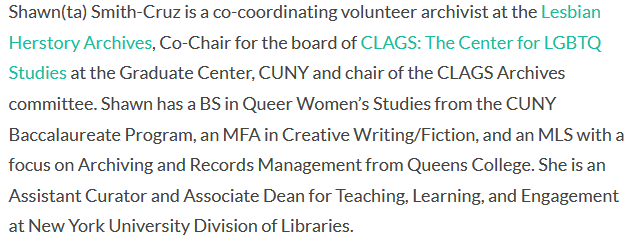 Shawn(ta) Smith-Cruz is a co-coordinating volunteer archivist at the Lesbian
Herstory Archives, Co-Chair for the board of CLAGS: The Center for LGBTQ
Studies at the Graduate Center, CUNY and chair of the CLAGS Archives
committee. Shawn has a BS in Queer Women's Studies from the CUNY
Baccalaureate Program, an MFA in Creative Writing/Fiction, and an MLS with a
focus on Archiving and Records Management from Queens College. She is an
Assistant Curator and Associate Dean for Teaching, Learning, and Engagement
at New York University Division of Libraries.